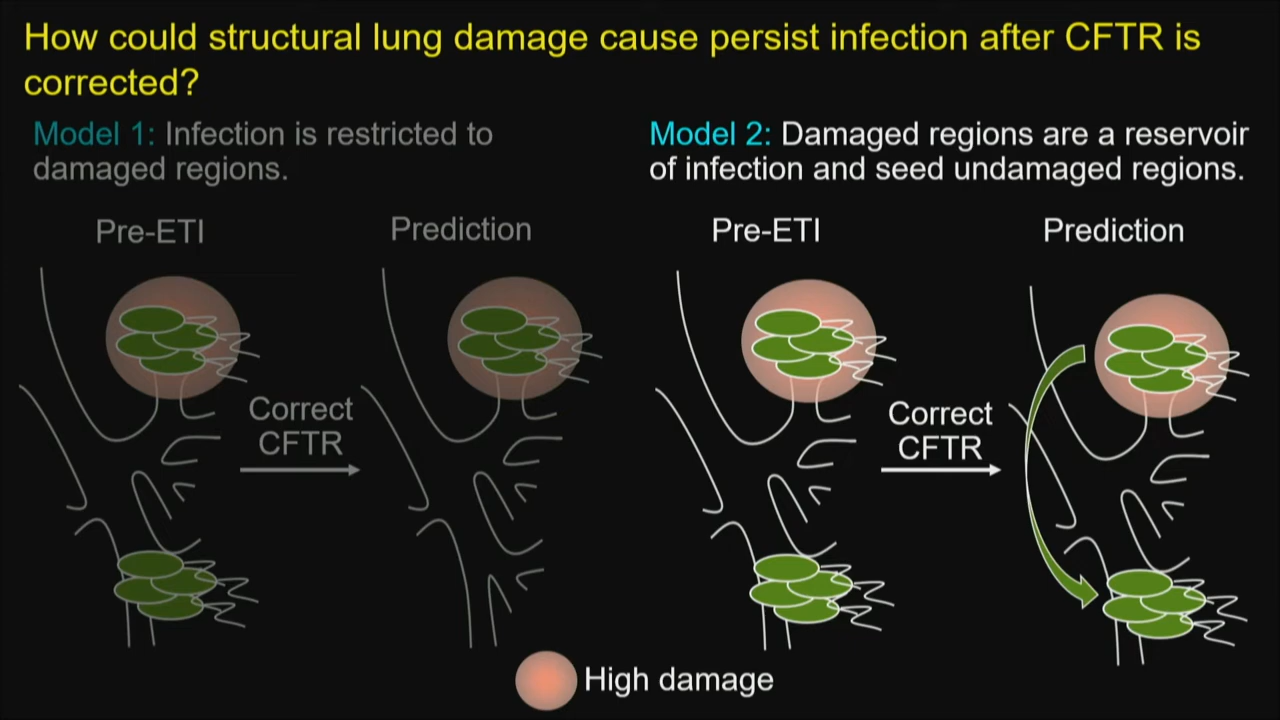 How could structural lung damage cause persist infection after CFTR is
corrected?
Model 1: Infection is restricted to
damaged regions.
Pre-ETI
Prediction
Correct
CFTR
Model 2: Damaged regions are a reservoir
of infection and seed undamaged regions.
Pre-ETI
Prediction
Correct
CFTR
High damage